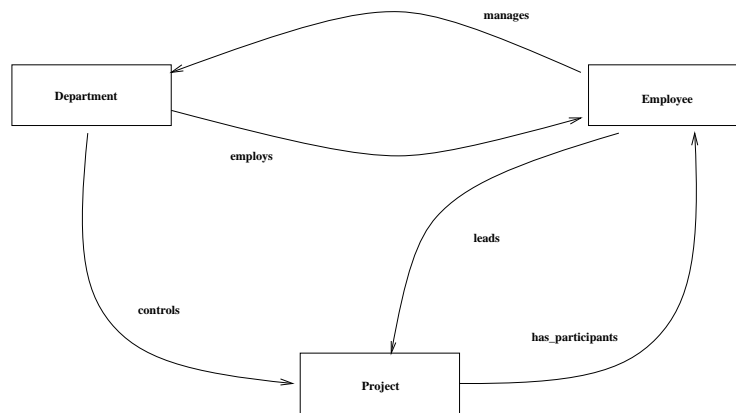 manages
Department
Employee
employs
leads
controls
has_participants
Project